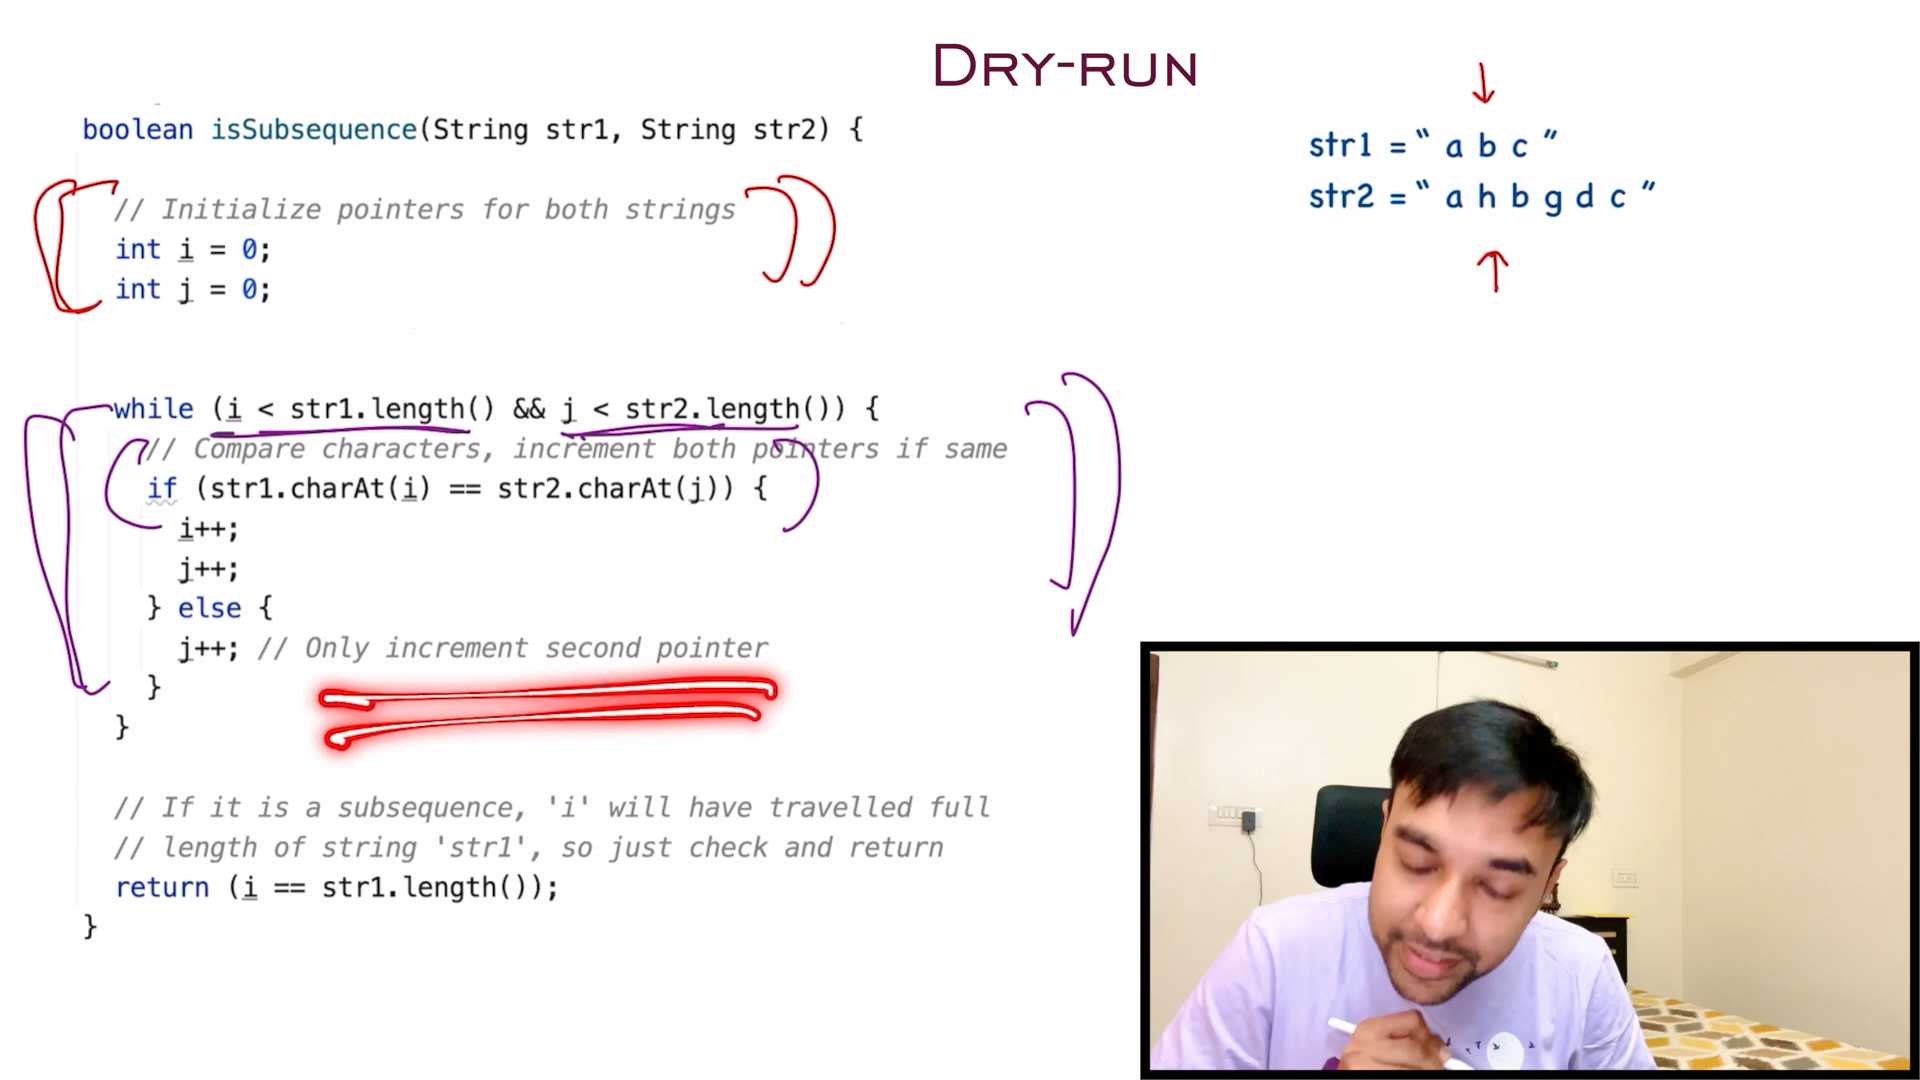 DRY-RUN
boolean isSubsequence(String str1, String str2) {
// Initialize pointers for both strings
int i = 0;
int j = 0;
while (i < str1.length() && j < str2.length()) {
// Compare characters, increment both pointers if same
if (str1.charAt(i) == str2.charAt(j)) {
i++;
j++;
} else {
j++; // Only increment second pointer
}
}
// If it is a subsequence, 'i' will have travelled full
// length of string 'str1', so just check and return
return (i == str1.length());
}
str1 = " a b c "
str2 = " a h b g d c "